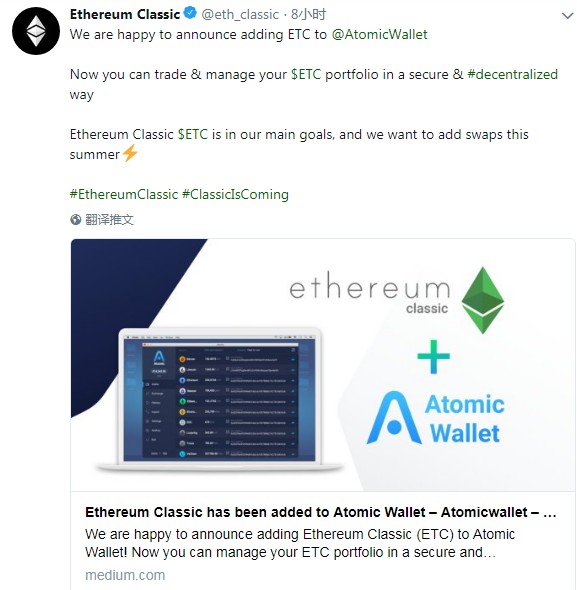 Ethereum Classic @eth_classic · 8小时
We are happy to announce adding ETC to @AtomicWallet
Now you can trade & manage your $ETC portfolio in a secure & #decentralized
way
Ethereum Classic $ETC is in our main goals, and we want to add swaps this
summer⚡
#EthereumClassic #ClassicIsComing
翻译推文
ethereum
classic
+
Atomic
Wallet
Ethereum Classic has been added to Atomic Wallet – Atomicwallet – ...
We are happy to announce adding Ethereum Classic (ETC) to Atomic
Wallet! Now you can manage your ETC portfolio in a secure and...
medium.com